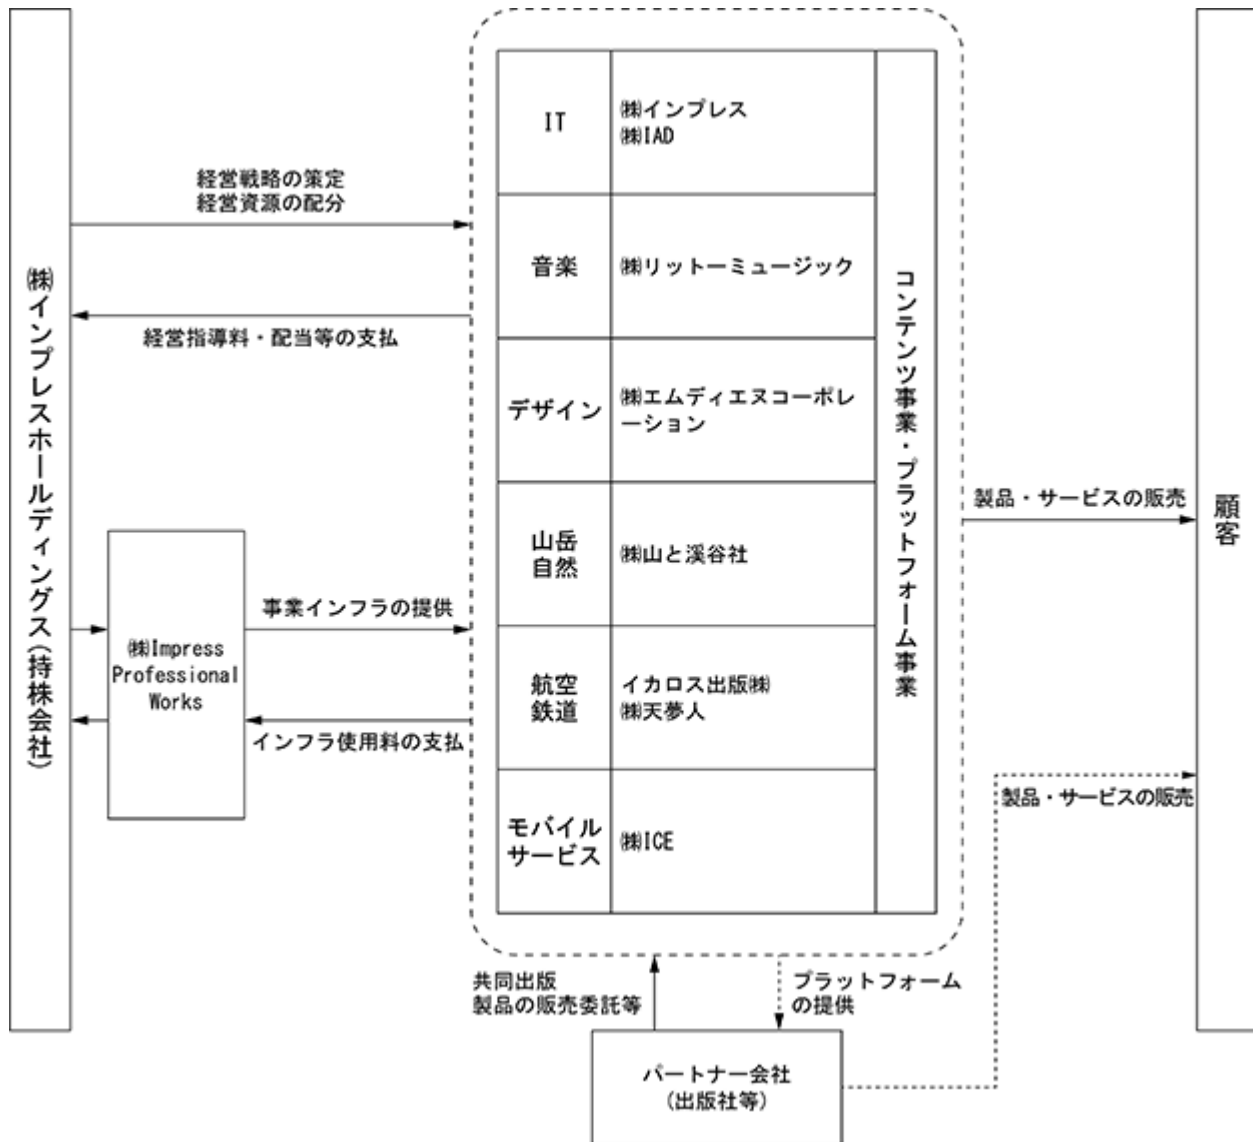 ㈱インプレスホールディングス(持株会社)
経営戦略の策定
経営資源の配分
経営指導料・配当等の支払
㈱Impress
Professional
Works
事業インフラの提供
インフラ使用料の支払
IT
㈱インプレス
㈱IAD
音楽
㈱リットーミュージック
デザイン
㈱エムディエヌコーポレ
ーション
山岳
自然
㈱山と溪谷社
航空
鉄道
イカロス出版㈱
㈱天夢人
モバイル
サービス
㈱ICE
コンテンツ事業・プラットフォーム事業
製品・サービスの販売
製品・サービスの販売
顧客
共同出版
製品の販売委託等
プラットフォーム
の提供
パートナー会社
(出版社等)